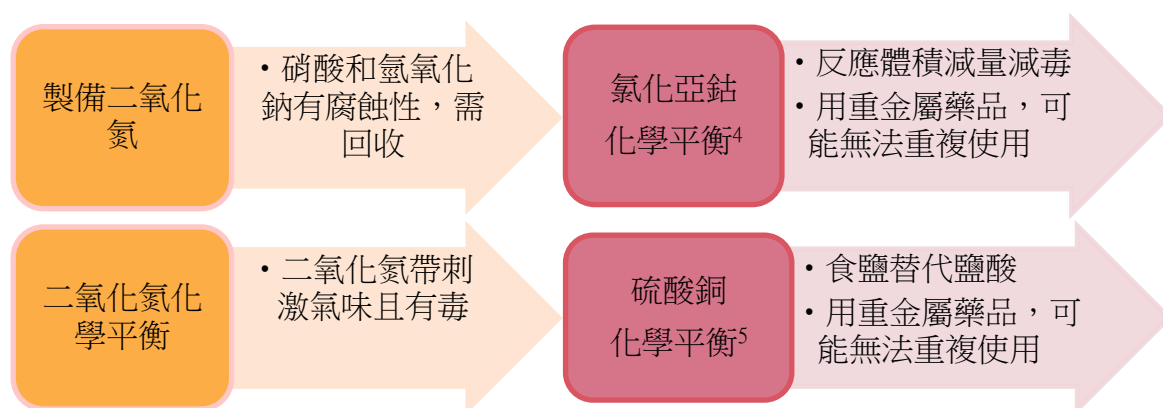 製備二氧化
氮
・硝酸和氫氧化
鈉有腐蝕性，需
回收
氯化亞鈷
化學平衡4
・反應體積減量減毒
・用重金屬藥品，可
能無法重複使用
二氧化氮化
學平衡
・二氧化氮帶刺
激氣味且有毒
硫酸銅
化學平衡5
・食鹽替代鹽酸
・用重金屬藥品，可
能無法重複使用